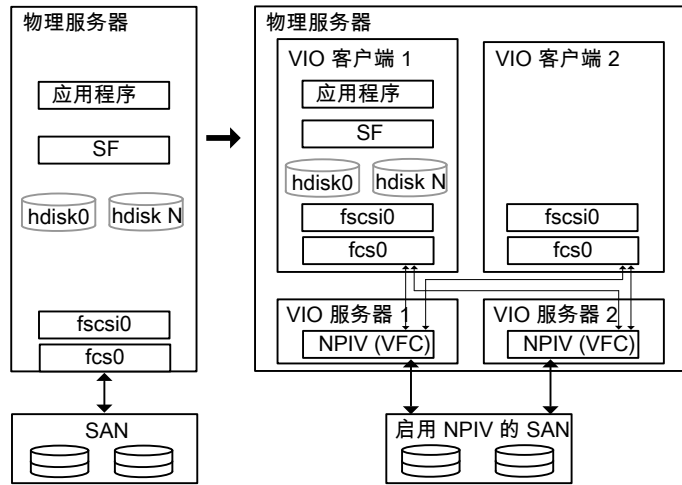 物理服务器
应用程序
SF
hdisk0
hdisk N
fscsi0
fcs0
SAN
物理服务器
VIO 客户端 1
应用程序
SF
hdisk0
hdisk N
fscsi0
fcs0
VIO 客户端 2
fscsi0
fcs0
VIO 服务器 1
NPIV (VFC)
VIO 服务器 2
NPIV (VFC)
启用 NPIV 的 SAN